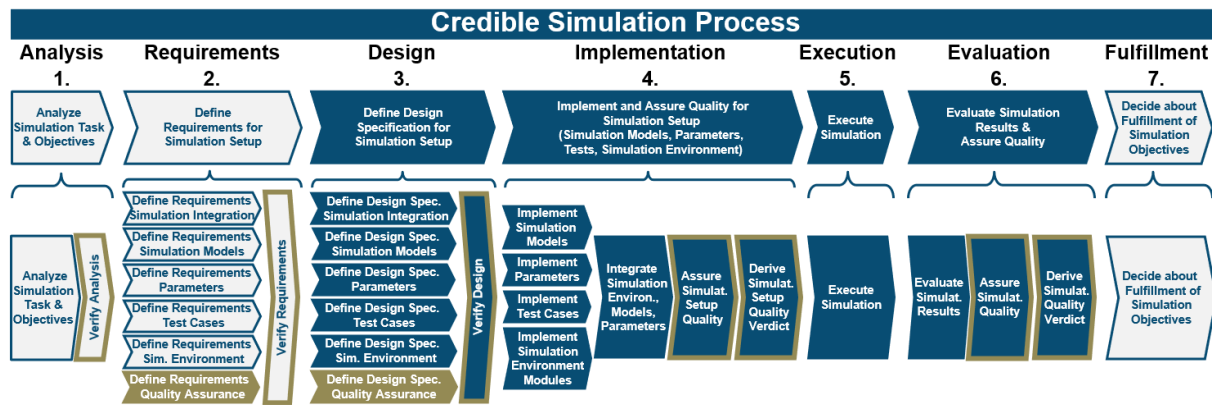 Credible Simulation Process
Analysis
Requirements
Design
Implementation
Execution
Evaluation
Fulfillment
1.
2.
3.
4.
5.
6.
7.
Analyze
Simulation Task
& Objectives
Define
Requirements for
Simulation Setup
Define Design
Specification for
Simulation Setup
Implement and Assure Quality for
Simulation Setup
(Simulation Models, Parameters,
Tests, Simulation Environment)
Execute
Simulation
Evaluate Simulation
Results &
Assure Quality
Decide about
Fulfillment of
Simulation
Objectives
Analyze
Simulation
Task &
Objectives
Verify Analysis
Define Requirements
Simulation Integration
Define Requirements
Simulation Models
Define Requirements
Parameters
Define Requirements
Test Cases
Define Requirements
Sim. Environment
Define Requirements
Quality Assurance
Verify Requirements
Define Design Spec.
Simulation Integration
Define Design Spec.
Simulation Models
Define Design Spec.
Parameters
Define Design Spec.
Test Cases
Define Design Spec.
Sim. Environment
Define Design Spec.
Quality Assurance
Verify Design
Implement
Simulation
Models
Implement
Parameters
Implement
Test Cases
Implement
Simulation
Environment
Modules
Integrate
Simulation
Environ.,
Models,
Parameters
Assure
Simulat.
Setup
Quality
Derive
Simulat.
Setup
Quality
Verdict
Execute
Simulation
Evaluate
Simulat.
Results
Assure
Simulat.
Quality
Derive
Simulat.
Quality
Verdict
Decide about
Fulfillment of
Simulation
Objectives